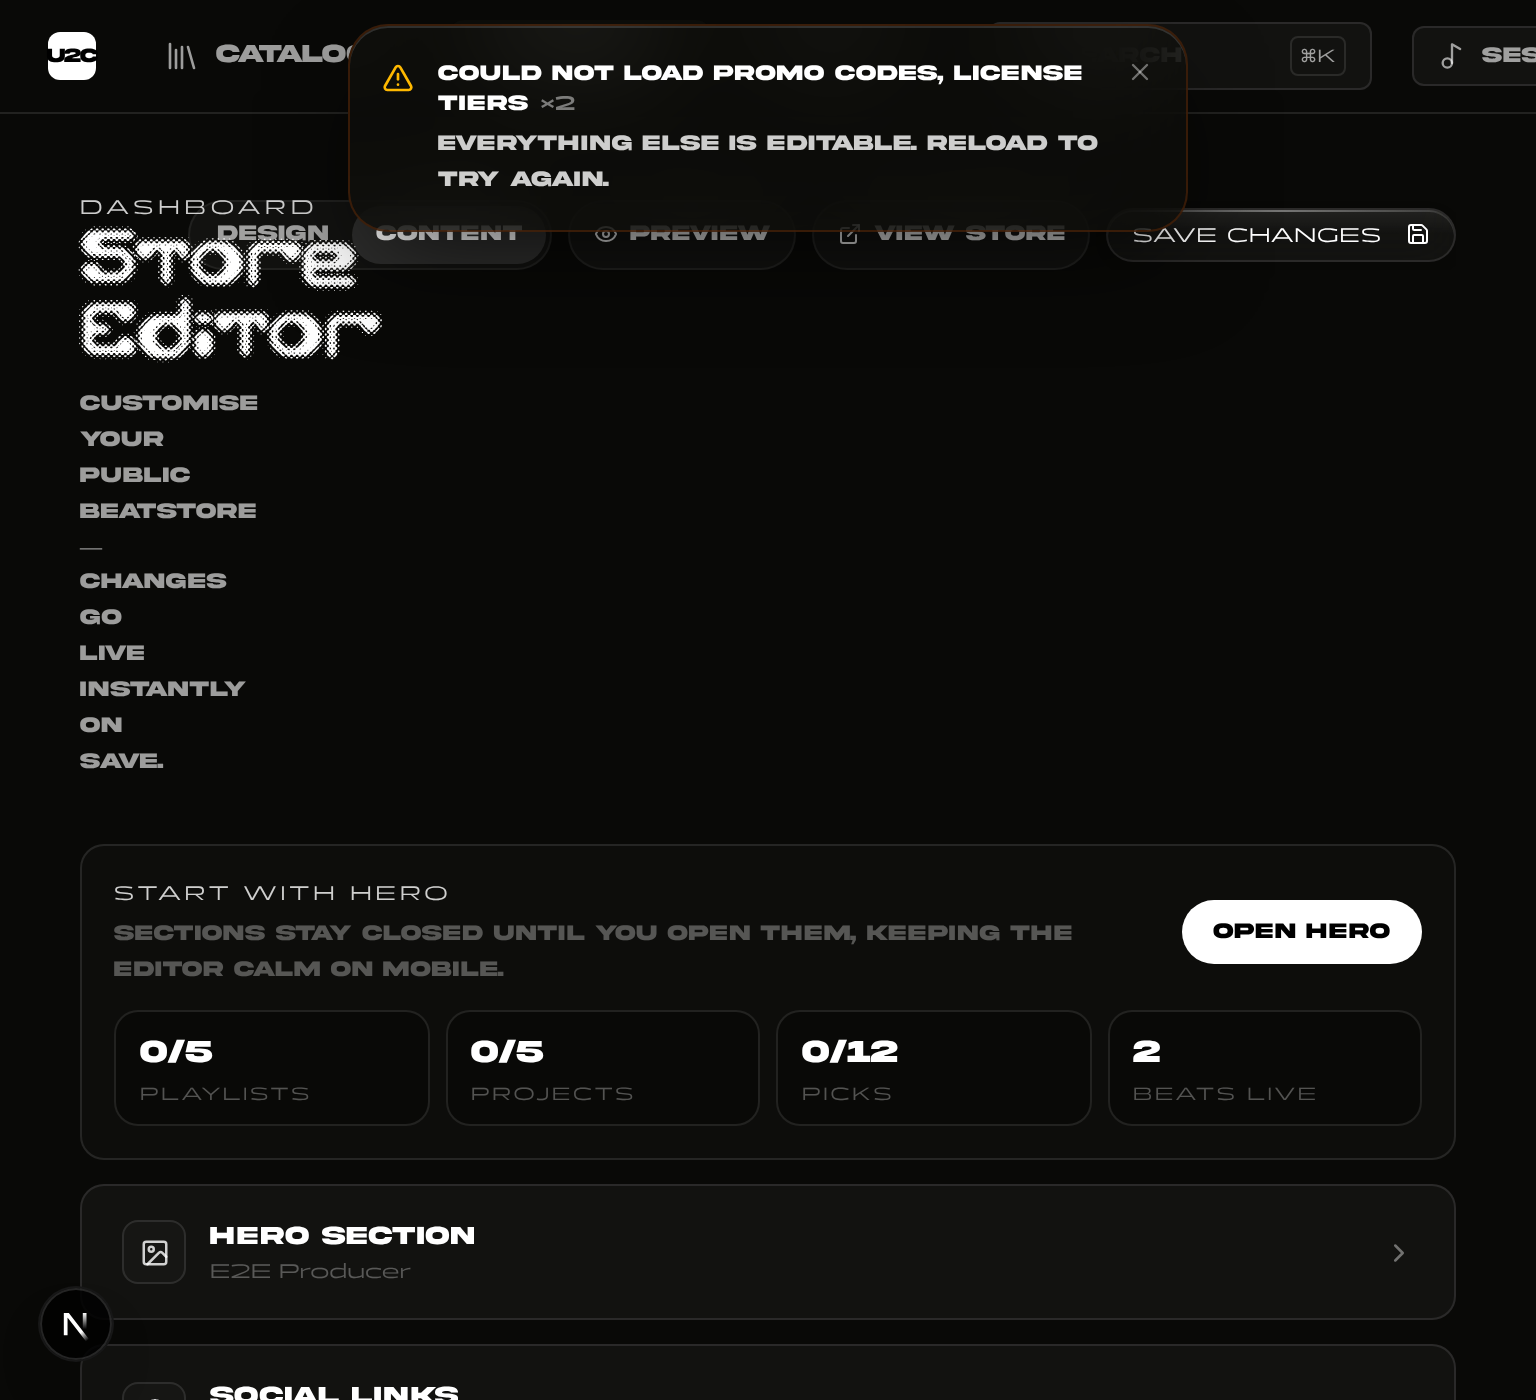 U2C
CATALO
RCH
⌘K
SES
COULD NOT LOAD PROMO CODES, LICENSE
TIERS ×2
EVERYTHING ELSE IS EDITABLE. RELOAD TO
TRY AGAIN.
DASHBOARD
DESIGN
CONTENT
PREVIEW
VIEW STORE
SAVE CHANGES
Store
Editor
CUSTOMISE
YOUR
PUBLIC
BEATSTORE
—
CHANGES
GO
LIVE
INSTANTLY
ON
SAVE.
START WITH HERO
SECTIONS STAY CLOSED UNTIL YOU OPEN THEM, KEEPING THE
EDITOR CALM ON MOBILE.
OPEN HERO
0/5
PLAYLISTS
0/5
PROJECTS
0/12
PICKS
2
BEATS LIVE
HERO SECTION
E2E Producer
N
SOCIAL LINKS